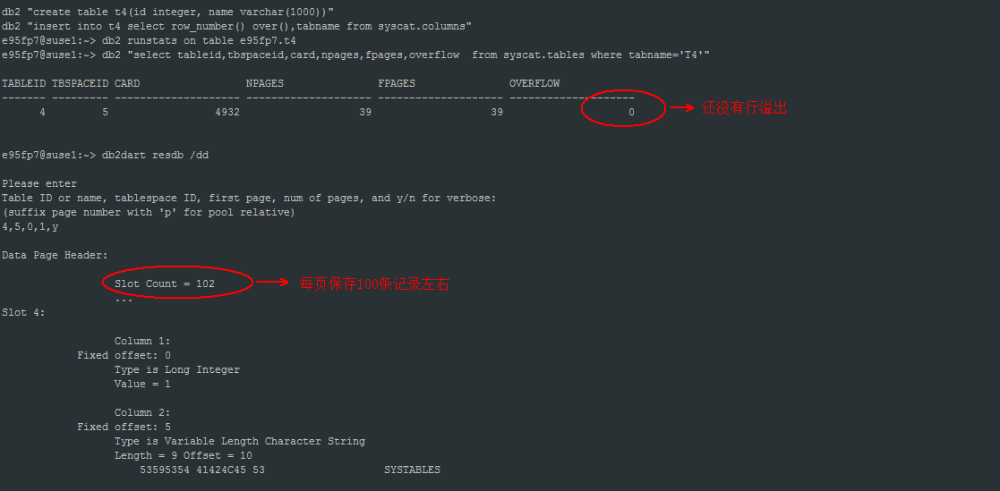 db2 "create table t4(id integer, name varchar(1000))"
db2 "insert into t4 select row_number() over(),tabname from syscat.columns"
e95fp7@suse1:~> db2 runstats on table e95fp7.t4
e95fp7@suse1:~> db2 "select tableid,tbspaceid,card,npages,fpages,overflow  from syscat.tables where tabname='T4'"
TABLEID TBSPACEID CARD                 NPAGES               FPAGES               OVERFLOW
------- --------- -------------------- -------------------- -------------------- --------------------
4         5                 4932                   39                   39                    0 还没有行溢出
e95fp7@suse1:~> db2dart resdb /dd
Please enter
Table ID or name, tablespace ID, first page, num of pages, and y/n for verbose:
(suffix page number with 'p' for pool relative)
4,5,0,1,y
Data Page Header:
Slot Count = 102 每页保存100条记录左右
...
Slot 4:
Column 1:
Fixed offset: 0
Type is Long Integer
Value = 1
Column 2:
Fixed offset: 5
Type is Variable Length Character String
Length = 9 Offset = 10
53595354 41424C45 53                    SYSTABLES